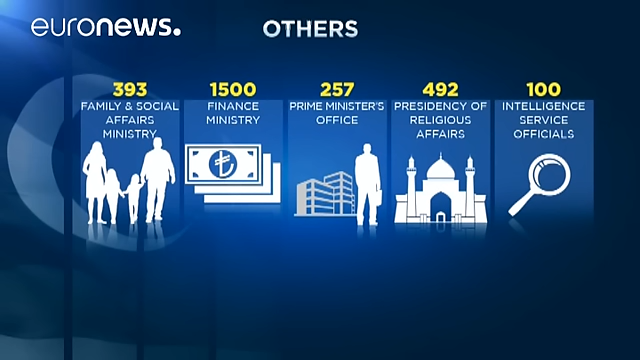 euronews.
OTHERS
393
FAMILY & SOCIAL
AFFAIRS
MINISTRY
1500
FINANCE
MINISTRY
257
PRIME MINISTER'S
OFFICE
492
PRESIDENCY OF
RELIGIOUS
AFFAIRS
100
INTELLIGENCE
SERVICE
OFFICIALS